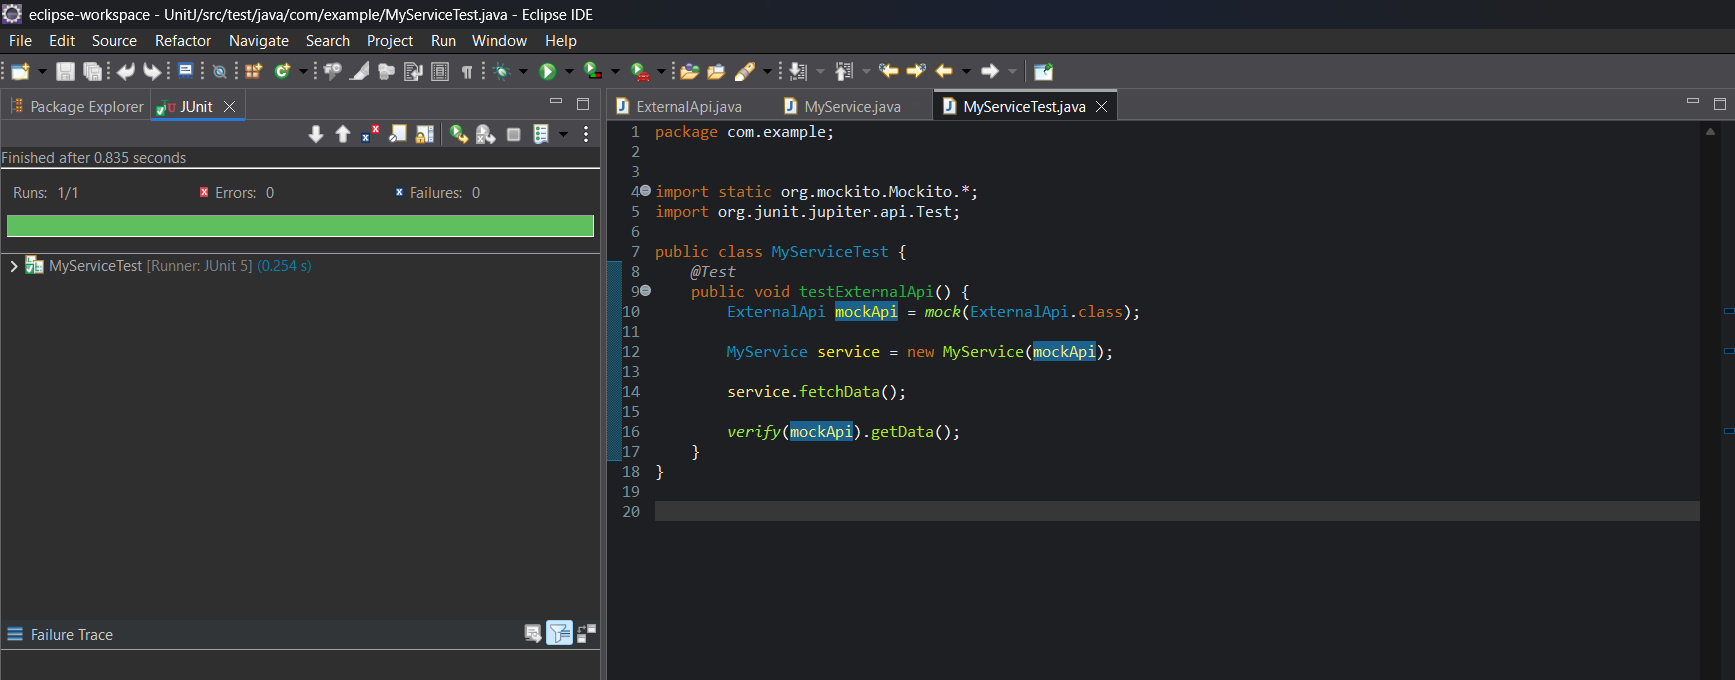 eclipse-workspace - UnitJ/src/test/java/com/example/MyServiceTest.java - Eclipse IDE
File Edit Source Refactor Navigate Search Project Run Window Help
Package Explorer JUnit
Finished after 0.835 seconds
Runs: 1/1 Errors: 0 Failures: 0
MyServiceTest [Runner: JUnit 5] (0.254 s)
Failure Trace
ExternalApi.java MyService.java MyServiceTest.java
1 package com.example;
2
3
4 import static org.mockito.Mockito.*;
5 import org.junit.jupiter.api.Test;
6
7 public class MyServiceTest {
8 @Test
9 public void testExternalApi() {
10 ExternalApi mockApi = mock(ExternalApi.class);
11
12 MyService service = new MyService(mockApi);
13
14 service.fetchData();
15
16 verify(mockApi).getData();
17 }
18 }
19
20